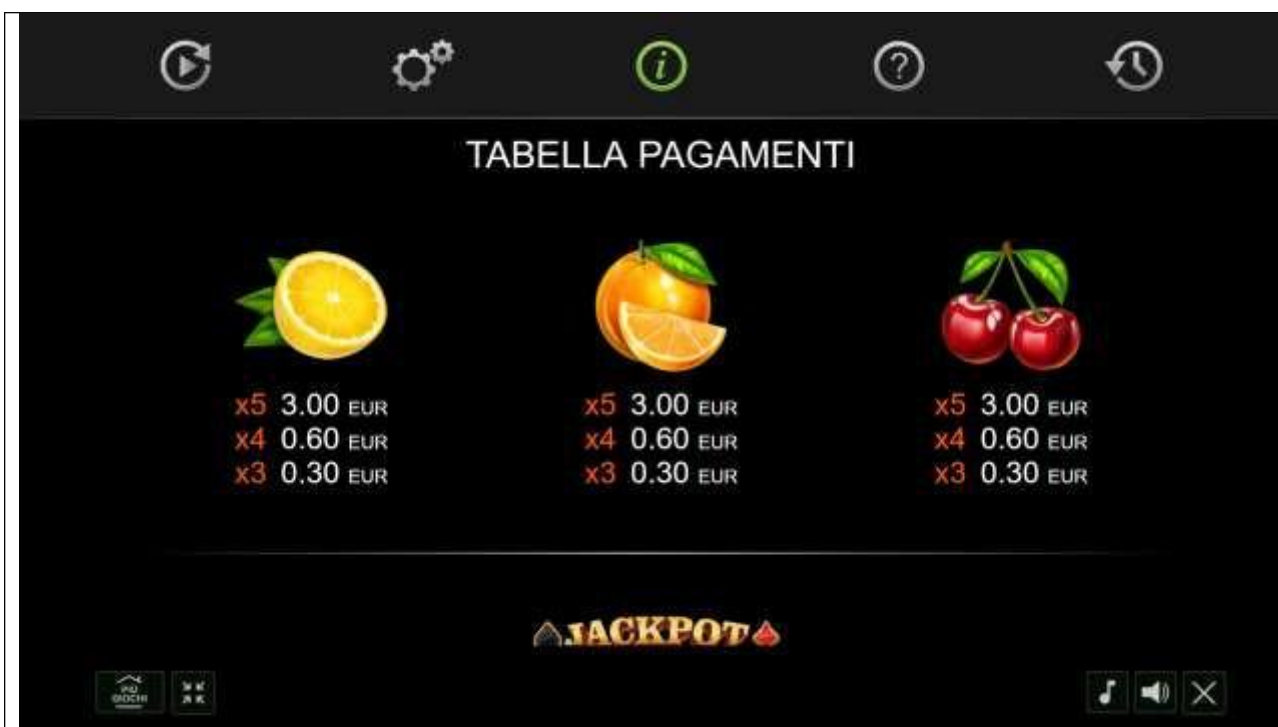 TABELLA PAGAMENTI
x5 3.00 EUR
x4 0.60 EUR
x3 0.30 EUR
x5 3.00 EUR
x4 0.60 EUR
x3 0.30 EUR
x5 3.00 EUR
x4 0.60 EUR
x3 0.30 EUR
JACKPOT
PIÙ
GIOCHI